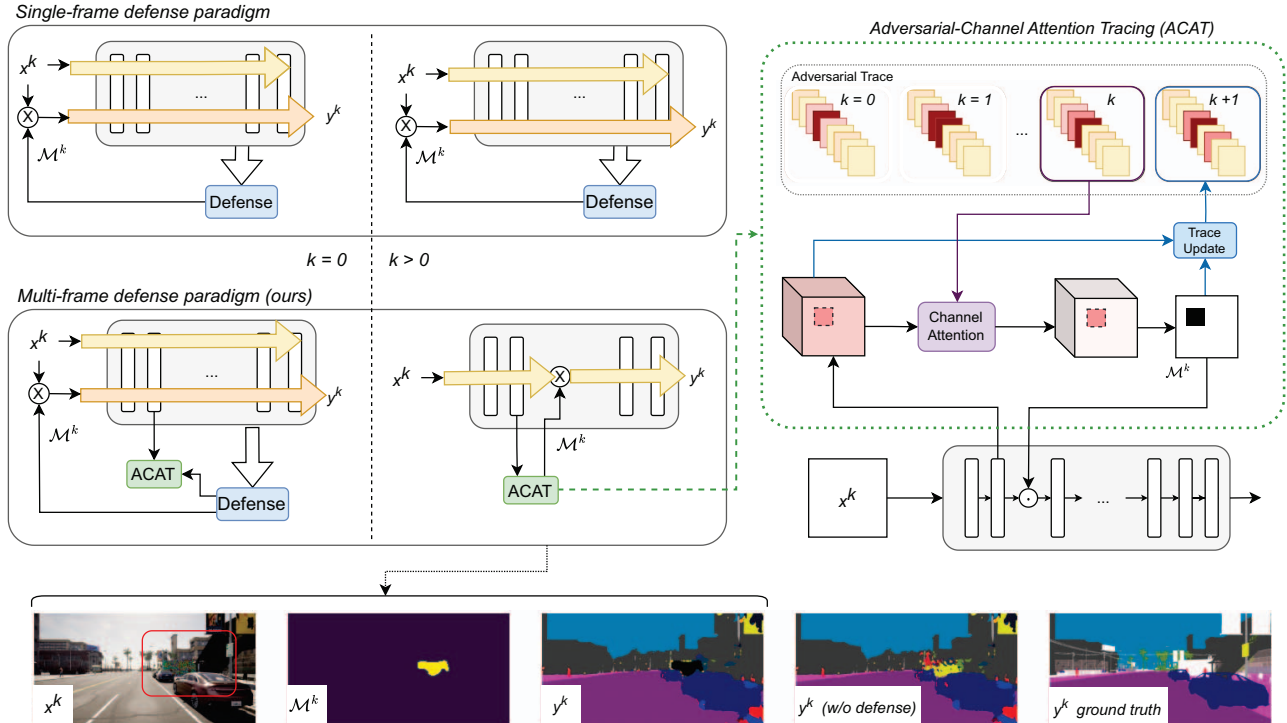 Single-frame defense paradigm
x^k
...
X
y^k
𝓜^k
Defense
x^k
...
X
y^k
𝓜^k
Defense
k = 0
k > 0
Multi-frame defense paradigm (ours)
x^k
...
X
y^k
𝓜^k
ACAT
Defense
x^k
X
y^k
𝓜^k
ACAT
Adversarial-Channel Attention Tracing (ACAT)
Adversarial Trace
k = 0
k = 1
...
k
k +1
Trace
Update
Channel
Attention
𝓜^k
x^k
...
x^k
𝓜^k
y^k
y^k (w/o defense)
y^k ground truth